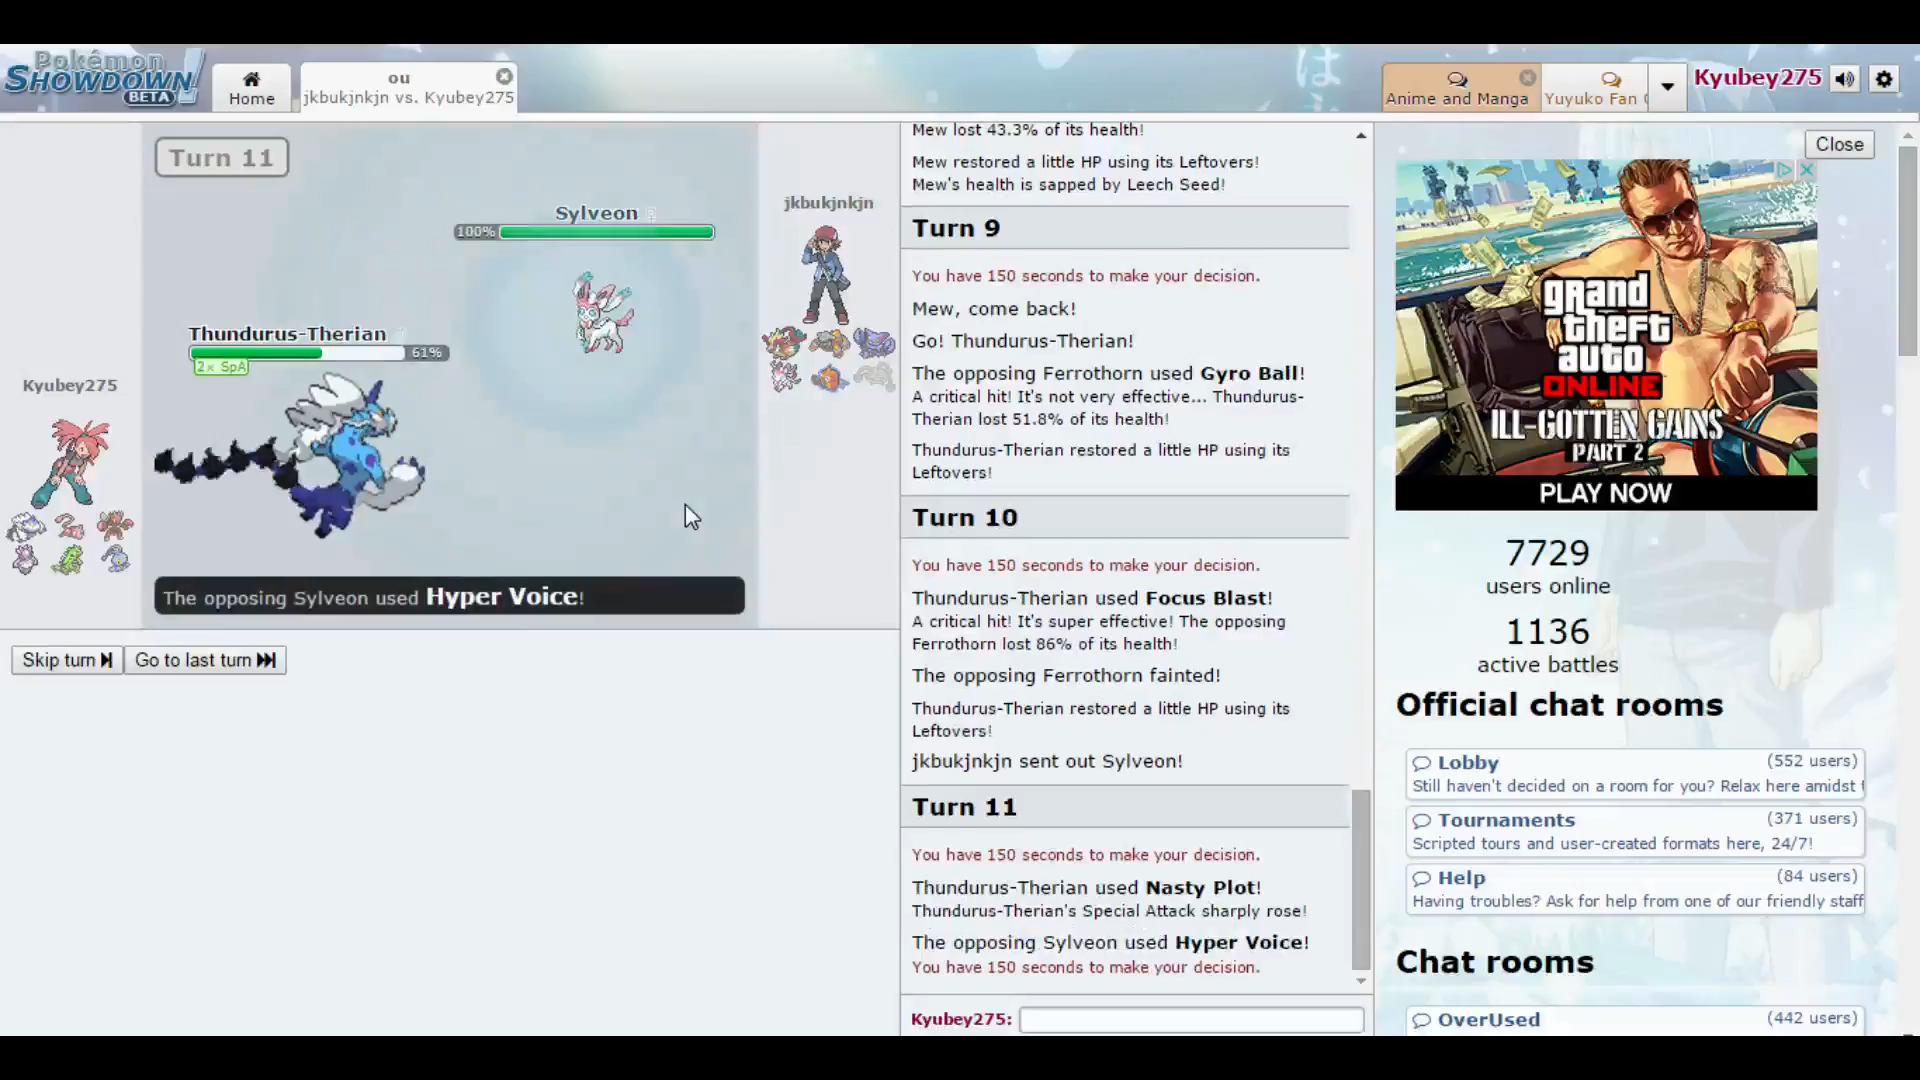 Pokémon
SHOWDOWN!
BETA
Home
ou
jkbukjnkjn vs. Kyubey275
Anime and Manga
Yuyuko Fan
Kyubey275
Turn 11
Sylveon
100%
Thundurus-Therian
61%
2× SpA
Kyubey275
jkbukjnkjn
The opposing Sylveon used Hyper Voice!
Skip turn
Go to last turn
Mew lost 43.3% of its health!
Mew restored a little HP using its Leftovers!
Mew's health is sapped by Leech Seed!
Turn 9
You have 150 seconds to make your decision.
Mew, come back!
Go! Thundurus-Therian!
The opposing Ferrothorn used Gyro Ball!
A critical hit! It's not very effective... Thundurus-
Therian lost 51.8% of its health!
Thundurus-Therian restored a little HP using its
Leftovers!
Turn 10
You have 150 seconds to make your decision.
Thundurus-Therian used Focus Blast!
A critical hit! It's super effective! The opposing
Ferrothorn lost 86% of its health!
The opposing Ferrothorn fainted!
Thundurus-Therian restored a little HP using its
Leftovers!
jkbukjnkjn sent out Sylveon!
Turn 11
You have 150 seconds to make your decision.
Thundurus-Therian used Nasty Plot!
Thundurus-Therian's Special Attack sharply rose!
The opposing Sylveon used Hyper Voice!
You have 150 seconds to make your decision.
Kyubey275:
Close
grand
theft
auto
ONLINE
ILL-GOTTEN GAINS
PART 2
PLAY NOW
7729
users online
1136
active battles
Official chat rooms
Lobby (552 users)
Still haven't decided on a room for you? Relax here amidst
Tournaments (371 users)
Scripted tours and user-created formats here, 24/7!
Help (84 users)
Having troubles? Ask for help from one of our friendly staff
Chat rooms
OverUsed (442 users)